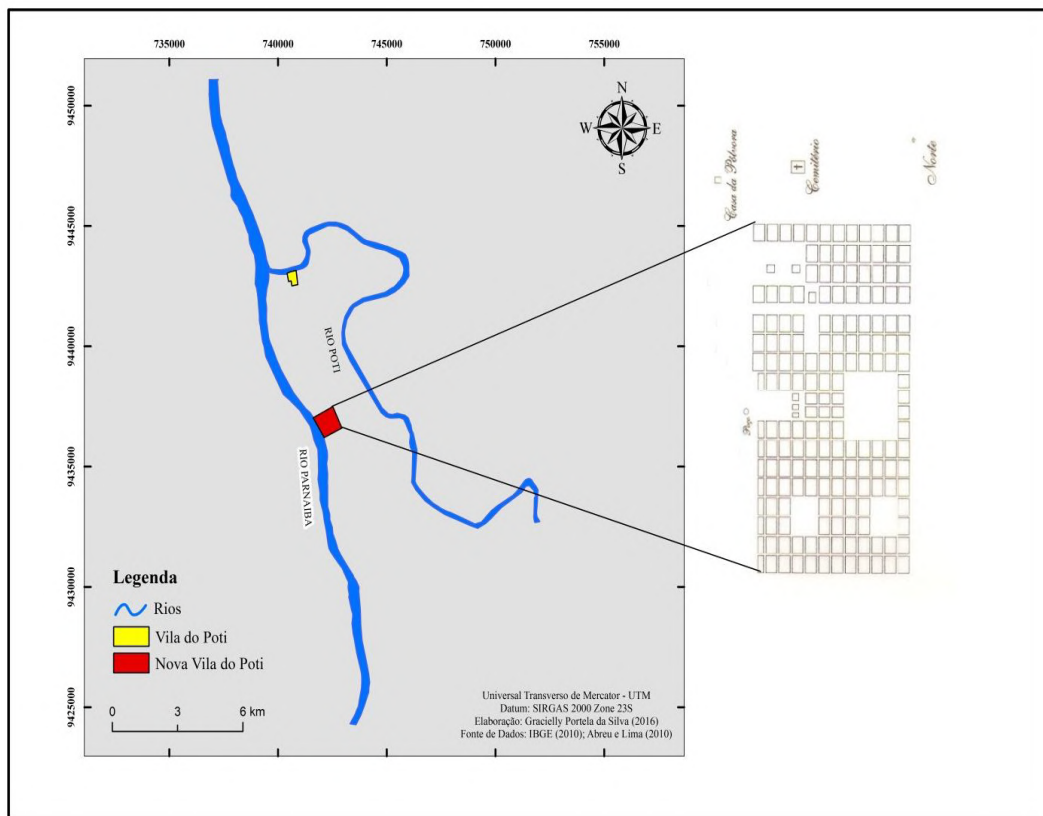 735000 740000 745000 750000 755000
9450000
9445000
9440000
9435000
9430000
9425000
N
W E
S
RIO POTI
RIO PARNAIBA
Legenda
Rios
Vila do Poti
Nova Vila do Poti
0 3 6 km
Universal Transverso de Mercator - UTM
Datum: SIRGAS 2000 Zone 23S
Elaboração: Gracielly Portela da Silva (2016)
Fonte de Dados: IBGE (2010); Abreu e Lima (2010)
Casa da Pólvora
Cemitério
Norte